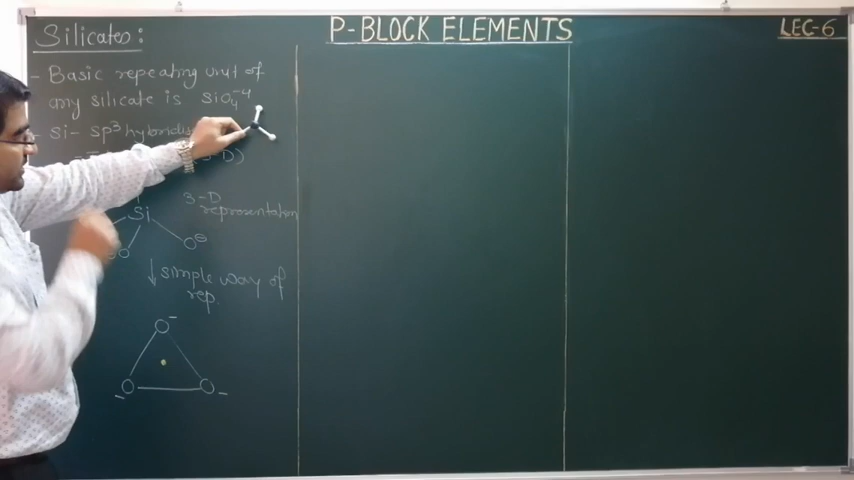 P-BLOCK ELEMENTS
LEC-6
Silicates:
- Basic repeating unit of
any silicate is SiO₄⁻⁴
- Si- sp³ hybridis
-D)
3-D
representation
Si
O O⊖
↓ simple way of
rep.
O⁻
O O
- -